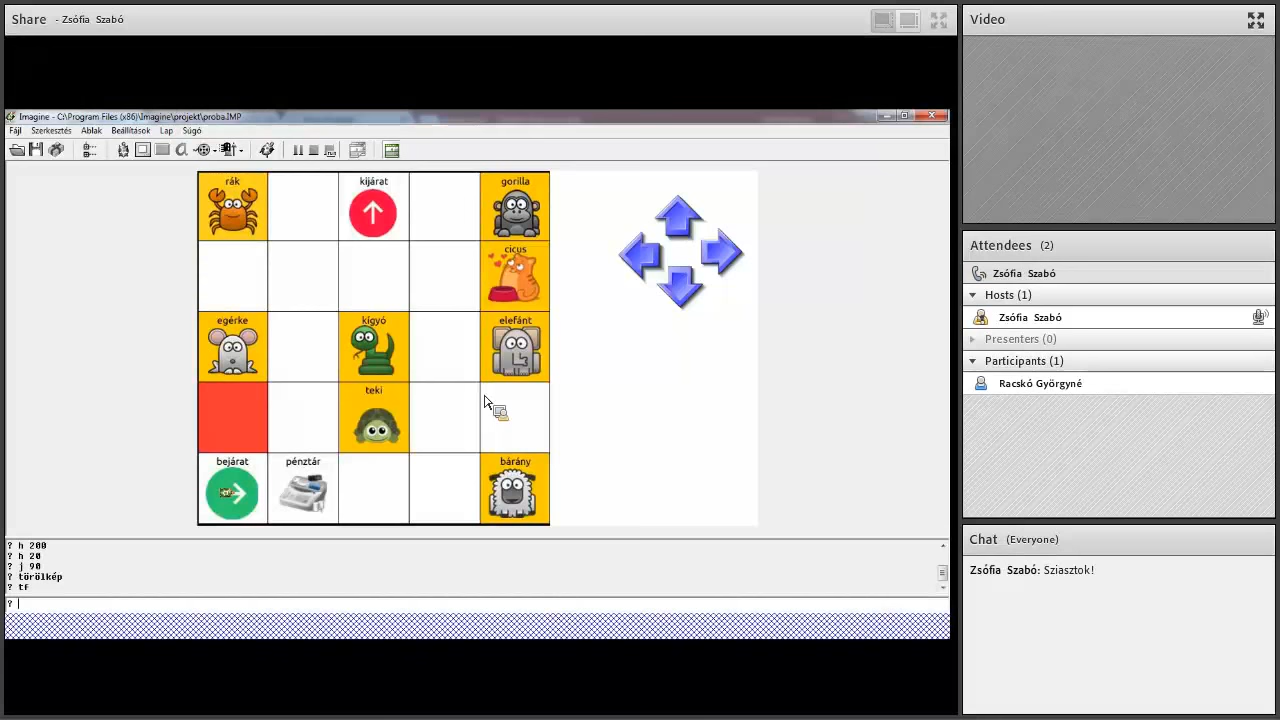 Share - Zsófia Szabó
Video
Imagine - C:\Program Files (x86)\Imagine\projekt\proba.IMP
Fájl Szerkesztés Ablak Beállítások Lap Súgó
rák kijárat gorilla
cicus
egérke kígyó elefánt
teki
bejárat pénztár bárány
? h 200
? h 20
? j 90
? törölkép
? tf
?
Attendees (2)
Zsófia Szabó
Hosts (1)
Zsófia Szabó
Presenters (0)
Participants (1)
Racskó Györgyné
Chat (Everyone)
Zsófia Szabó: Sziasztok!